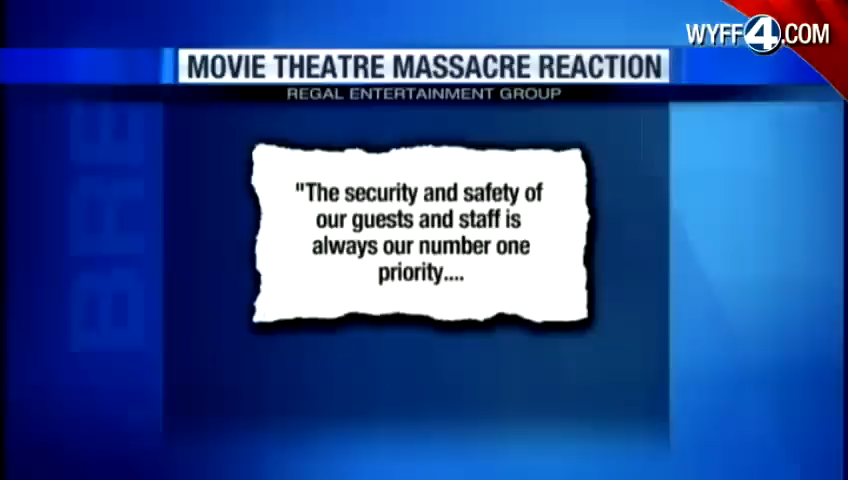 WYFF4.COM
MOVIE THEATRE MASSACRE REACTION
REGAL ENTERTAINMENT GROUP
BRE
"The security and safety of
our guests and staff is
always our number one
priority....